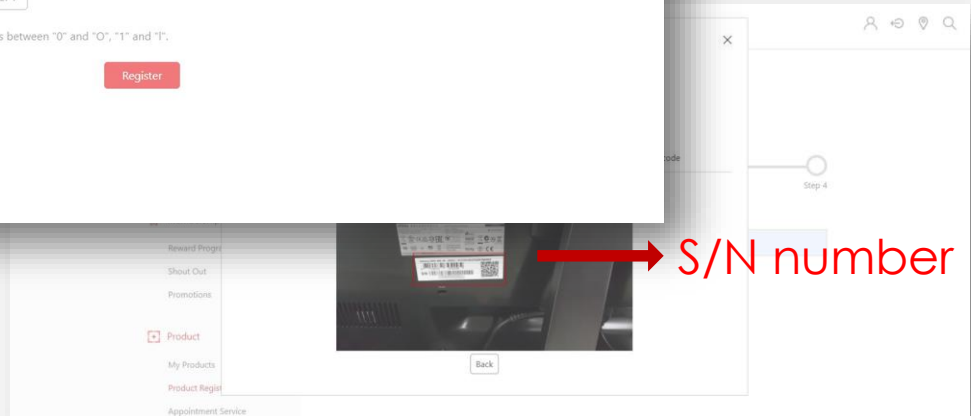 s between "0" and "O", "1" and "l".
Register
code
Step 4
Reward Progr
Shout Out
Promotions
S/N number
Product
My Products
Back
Product Regist
Appointment Service